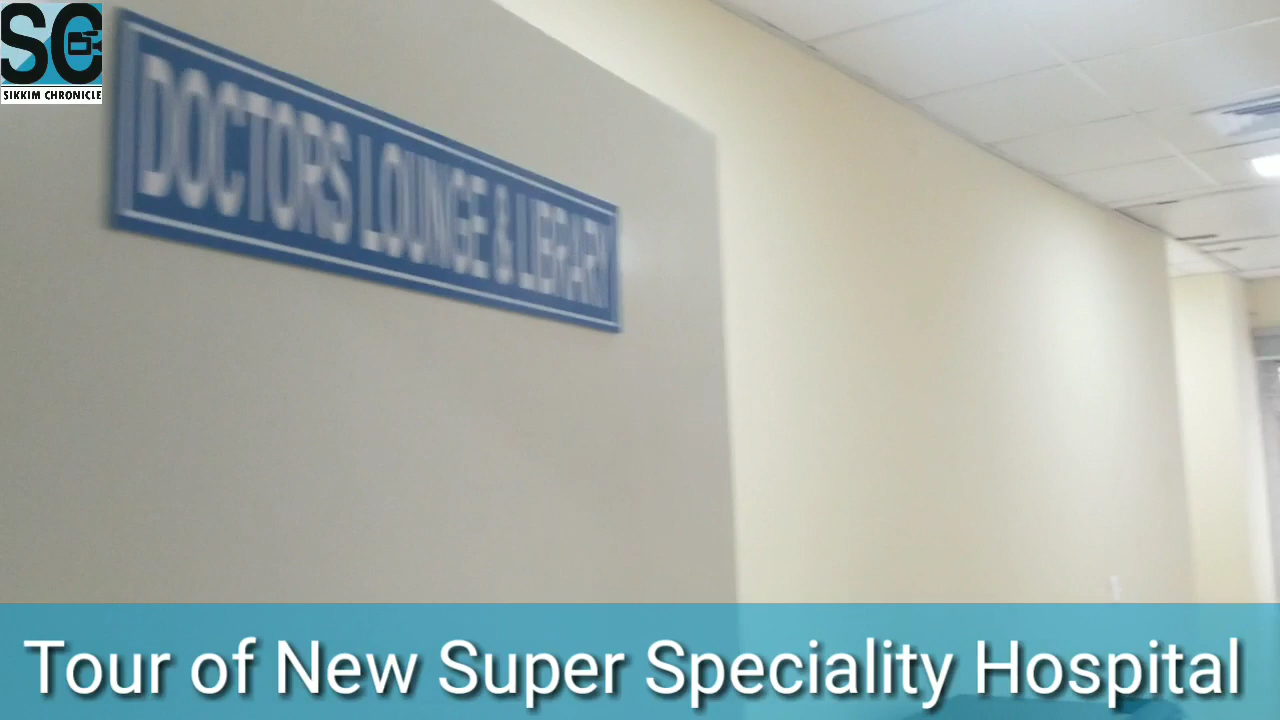 SC
SIKKIM CHRONICLE
DOCTORS LOUNGE & LIBRARY
Tour of New Super Speciality Hospital